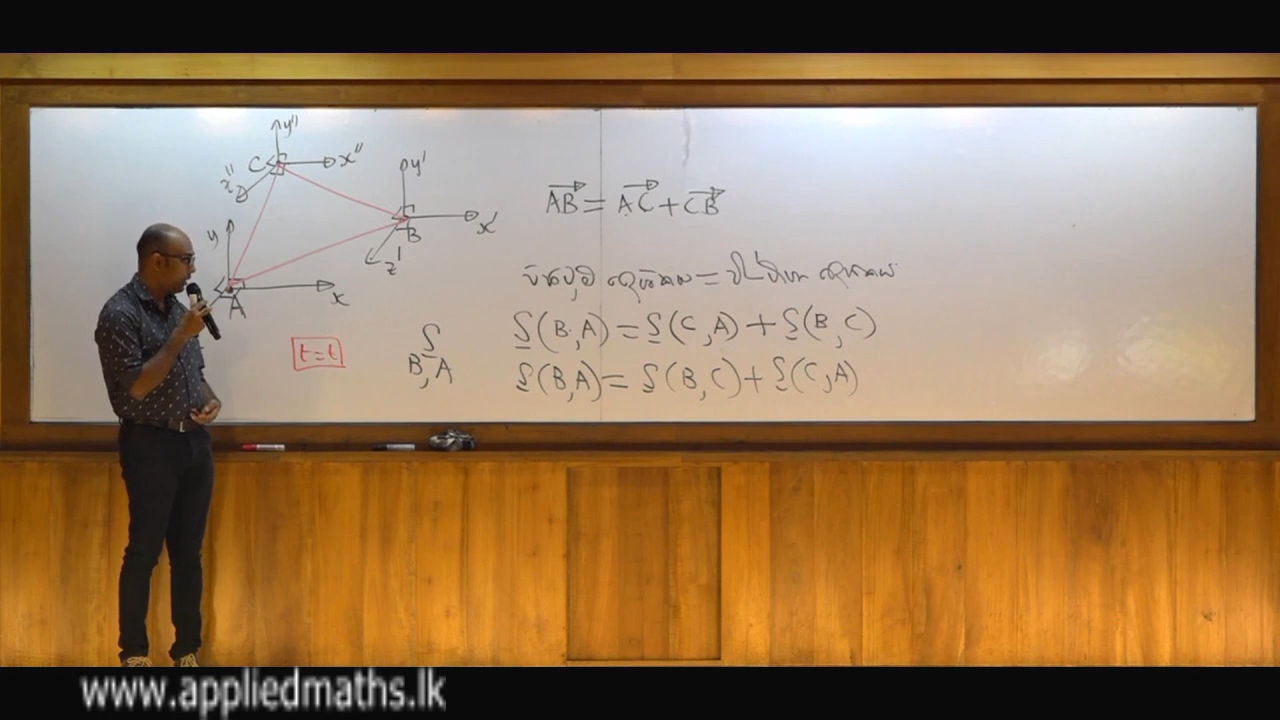 y"
C
x"
x"
y'
B
x'
z'
y
A
x
t=t
S
B,A
AB = AC + CB
S(B,A) = S(C,A) + S(B,C)
S(B,A) = S(B,C) + S(C,A)
www.appliedmaths.lk